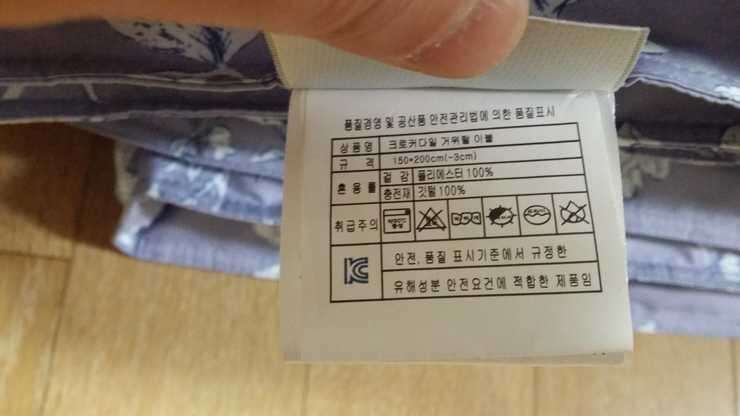 품질경영 및 공산품 안전관리법에 의한 품질표시
상품명 크로커다일 거위털 이불
규 격 150*200cm(-3cm)
혼용률 겉 감 폴리에스터 100%
충전재 깃털 100%
취급주의
안전, 품질 표시기준에서 규정한
유해성분 안전요건에 적합한 제품임